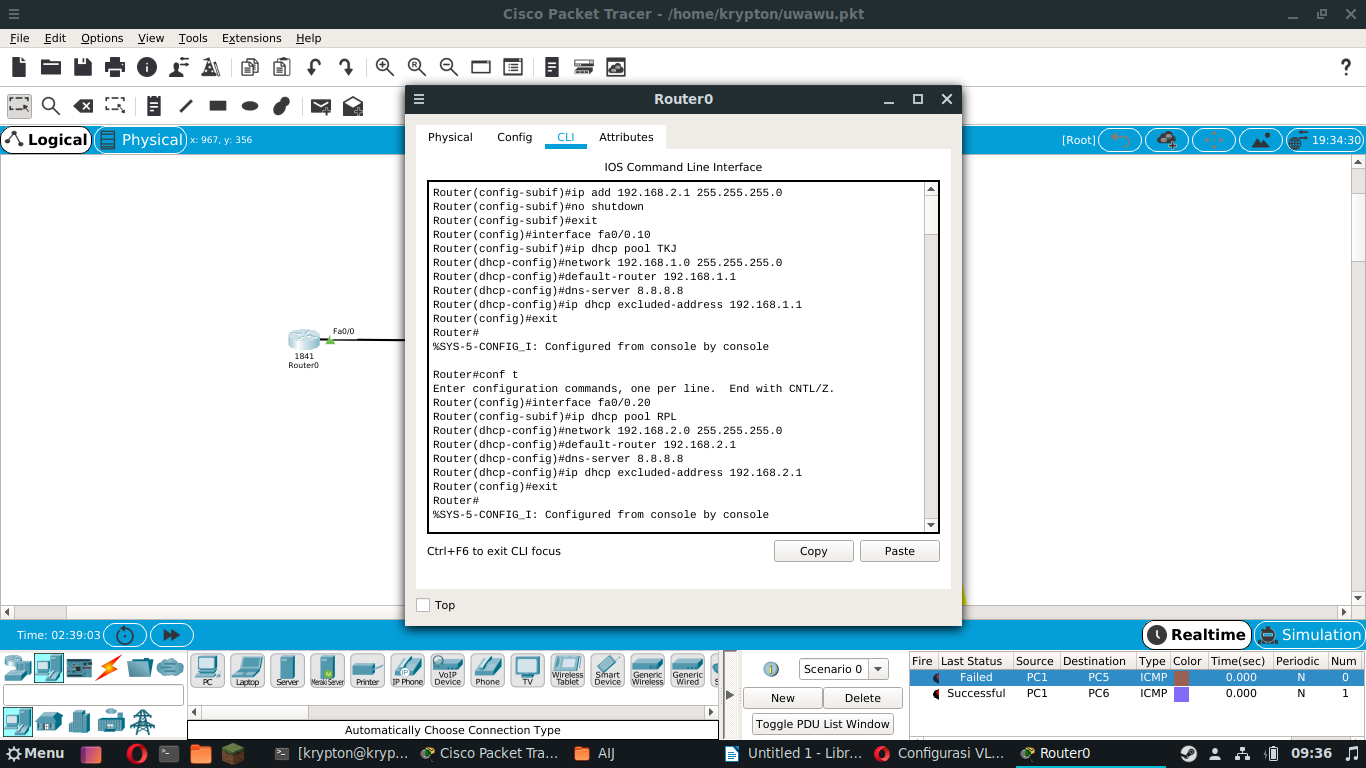 Cisco Packet Tracer - /home/krypton/uwawu.pkt
File Edit Options View Tools Extensions Help
Logical Physical x: 967, y: 356 [Root] 19:34:30
Router0
Physical Config CLI Attributes
IOS Command Line Interface
Router(config-subif)#ip add 192.168.2.1 255.255.255.0
Router(config-subif)#no shutdown
Router(config-subif)#exit
Router(config)#interface fa0/0.10
Router(config-subif)#ip dhcp pool TKJ
Router(dhcp-config)#network 192.168.1.0 255.255.255.0
Router(dhcp-config)#default-router 192.168.1.1
Router(dhcp-config)#dns-server 8.8.8.8
Router(dhcp-config)#ip dhcp excluded-address 192.168.1.1
Router(config)#exit
Router#
%SYS-5-CONFIG_I: Configured from console by console
Router#conf t
Enter configuration commands, one per line.  End with CNTL/Z.
Router(config)#interface fa0/0.20
Router(config-subif)#ip dhcp pool RPL
Router(dhcp-config)#network 192.168.2.0 255.255.255.0
Router(dhcp-config)#default-router 192.168.2.1
Router(dhcp-config)#dns-server 8.8.8.8
Router(dhcp-config)#ip dhcp excluded-address 192.168.2.1
Router(config)#exit
Router#
%SYS-5-CONFIG_I: Configured from console by console
Ctrl+F6 to exit CLI focus
Copy Paste
Top
Fa0/0
1841
Router0
Time: 02:39:03
Realtime Simulation
PC Laptop Server Meraki Server Printer IP Phone VoIP Device Phone TV Wireless Tablet Smart Device Generic Wireless Generic Wired S
Automatically Choose Connection Type
Scenario 0
New Delete
Toggle PDU List Window
Fire Last Status Source Destination Type Color Time(sec) Periodic Num
Failed PC1 PC5 ICMP 0.000 N 0
Successful PC1 PC6 ICMP 0.000 N 1
Menu [krypton@kryp... Cisco Packet Tra... AIJ Untitled 1 - Libr... Configurasi VL... Router0 09:36